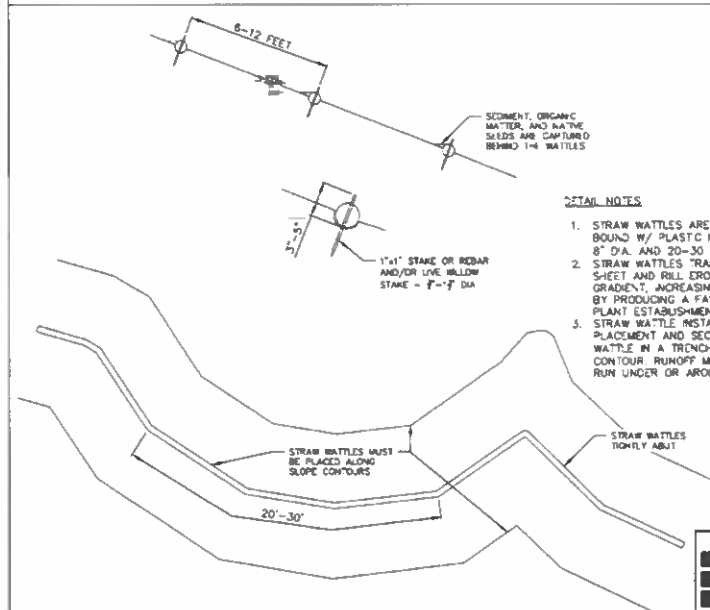 6-12 FEET
SEDIMENT, ORGANIC
MATTER, AND NATIVE
SEEDS ARE CAPTURED
BEHIND THE WATTLES
3"-5"
1"x1" STAKE OR REBAR
AND/OR LIVE WILLOW
STAKE - DIA
DETAIL NOTES
1. STRAW WATTLES ARE
BOUND W/ PLASTIC
8" DIA. AND 20-30
2. STRAW WATTLES TRA
SHEET AND RILL ERO
GRADIENT, INCREASIN
BY PRODUCING A FA
PLANT ESTABLISHMEN
3. STRAW WATTLE INSTA
PLACEMENT AND SEC
WATTLE IN A TRENCH
CONTOUR. RUNOFF M
RUN UNDER OR AROU
STRAW WATTLES MUST
BE PLACED ALONG
SLOPE CONTOURS
STRAW WATTLES
TIGHTLY ABUT
20'-30'